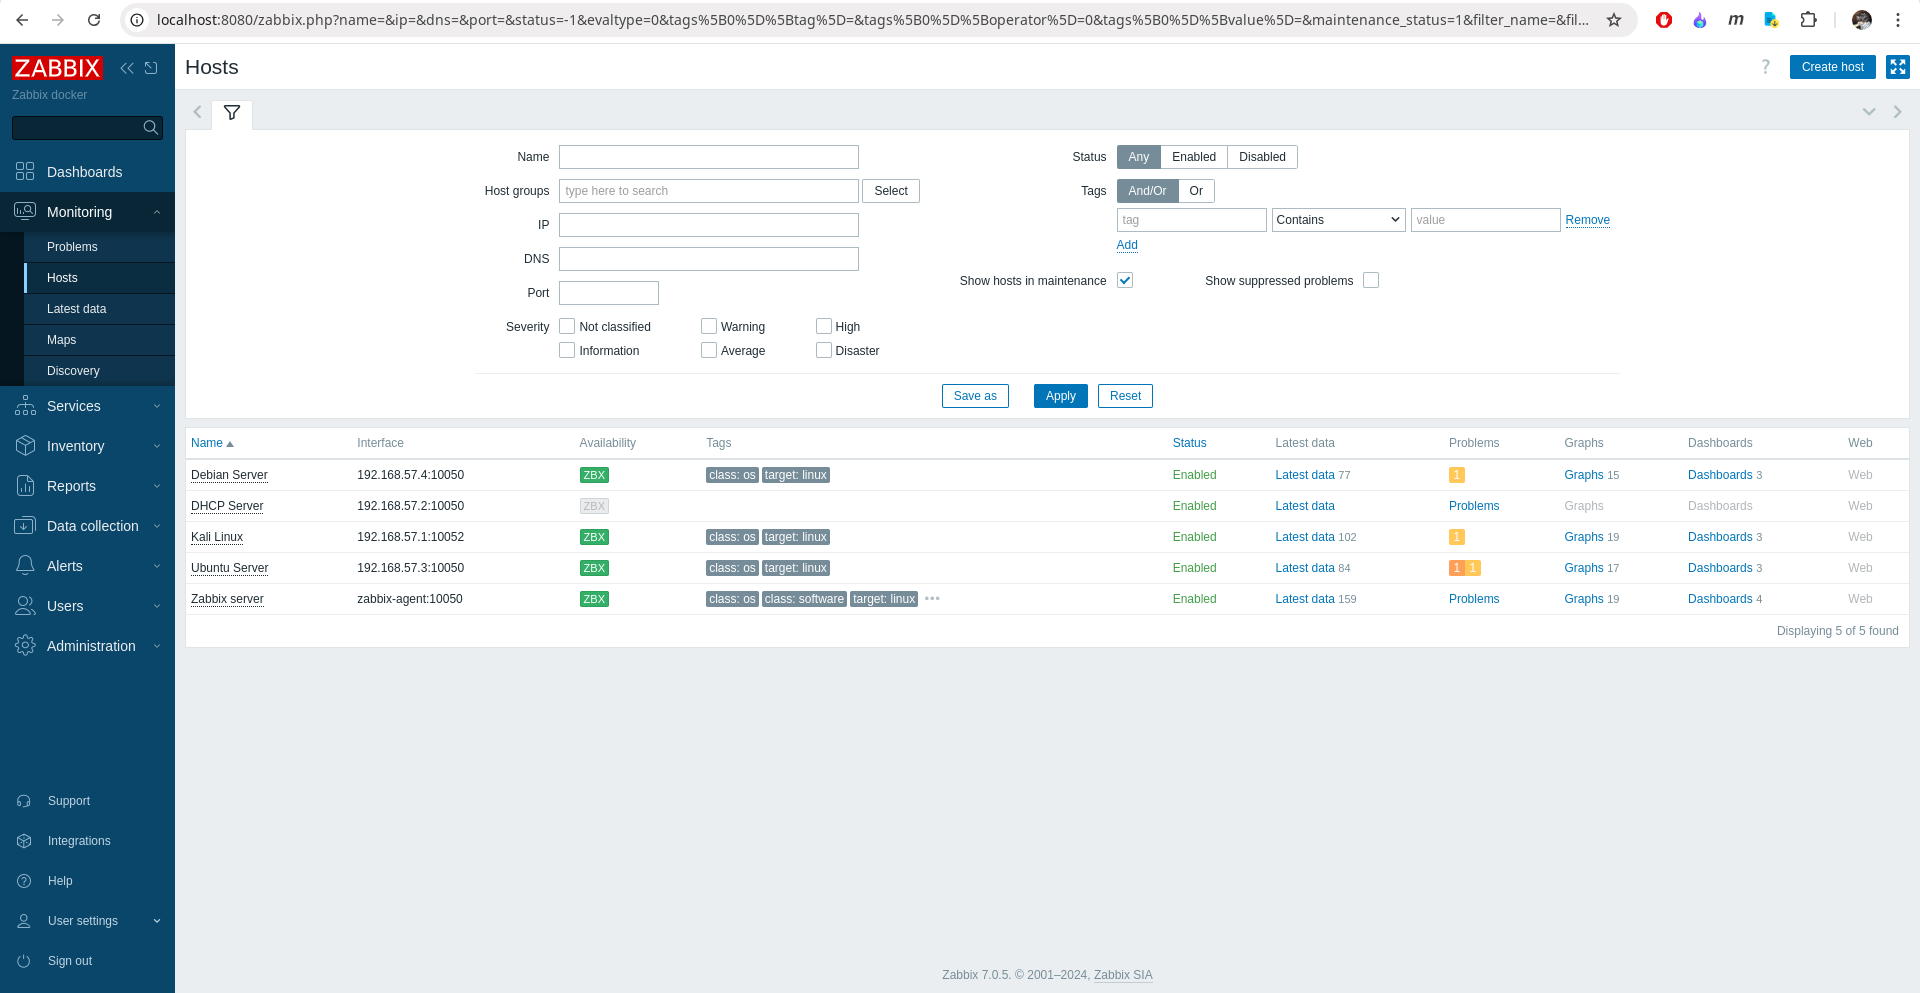 localhost:8080/zabbix.php?name=&ip=&dns=&port=&status=-1&evaltype=0&tags%5B0%5D%5Btag%5D=&tags%5B0%5D%5Boperator%5D=0&tags%5B0%5D%5Bvalue%5D=&maintenance_status=1&filter_name=&fil...
m
ZABBIX
Zabbix docker
Dashboards
Monitoring
Problems
Hosts
Latest data
Maps
Discovery
Services
Inventory
Reports
Data collection
Alerts
Users
Administration
Support
Integrations
Help
User settings
Sign out
Hosts
? Create host
Name
Host groups type here to search Select
IP
DNS
Port
Severity Not classified Warning High
Information Average Disaster
Status Any Enabled Disabled
Tags And/Or Or
tag Contains value Remove
Add
Show hosts in maintenance Show suppressed problems
Save as Apply Reset
Name Interface Availability Tags Status Latest data Problems Graphs Dashboards Web
Debian Server 192.168.57.4:10050 ZBX class: os target: linux Enabled Latest data 77 1 Graphs 15 Dashboards 3 Web
DHCP Server 192.168.57.2:10050 ZBX Enabled Latest data Problems Graphs Dashboards Web
Kali Linux 192.168.57.1:10052 ZBX class: os target: linux Enabled Latest data 102 1 Graphs 19 Dashboards 3 Web
Ubuntu Server 192.168.57.3:10050 ZBX class: os target: linux Enabled Latest data 84 1 1 Graphs 17 Dashboards 3 Web
Zabbix server zabbix-agent:10050 ZBX class: os class: software target: linux ••• Enabled Latest data 159 Problems Graphs 19 Dashboards 4 Web
Displaying 5 of 5 found
Zabbix 7.0.5. © 2001–2024, Zabbix SIA